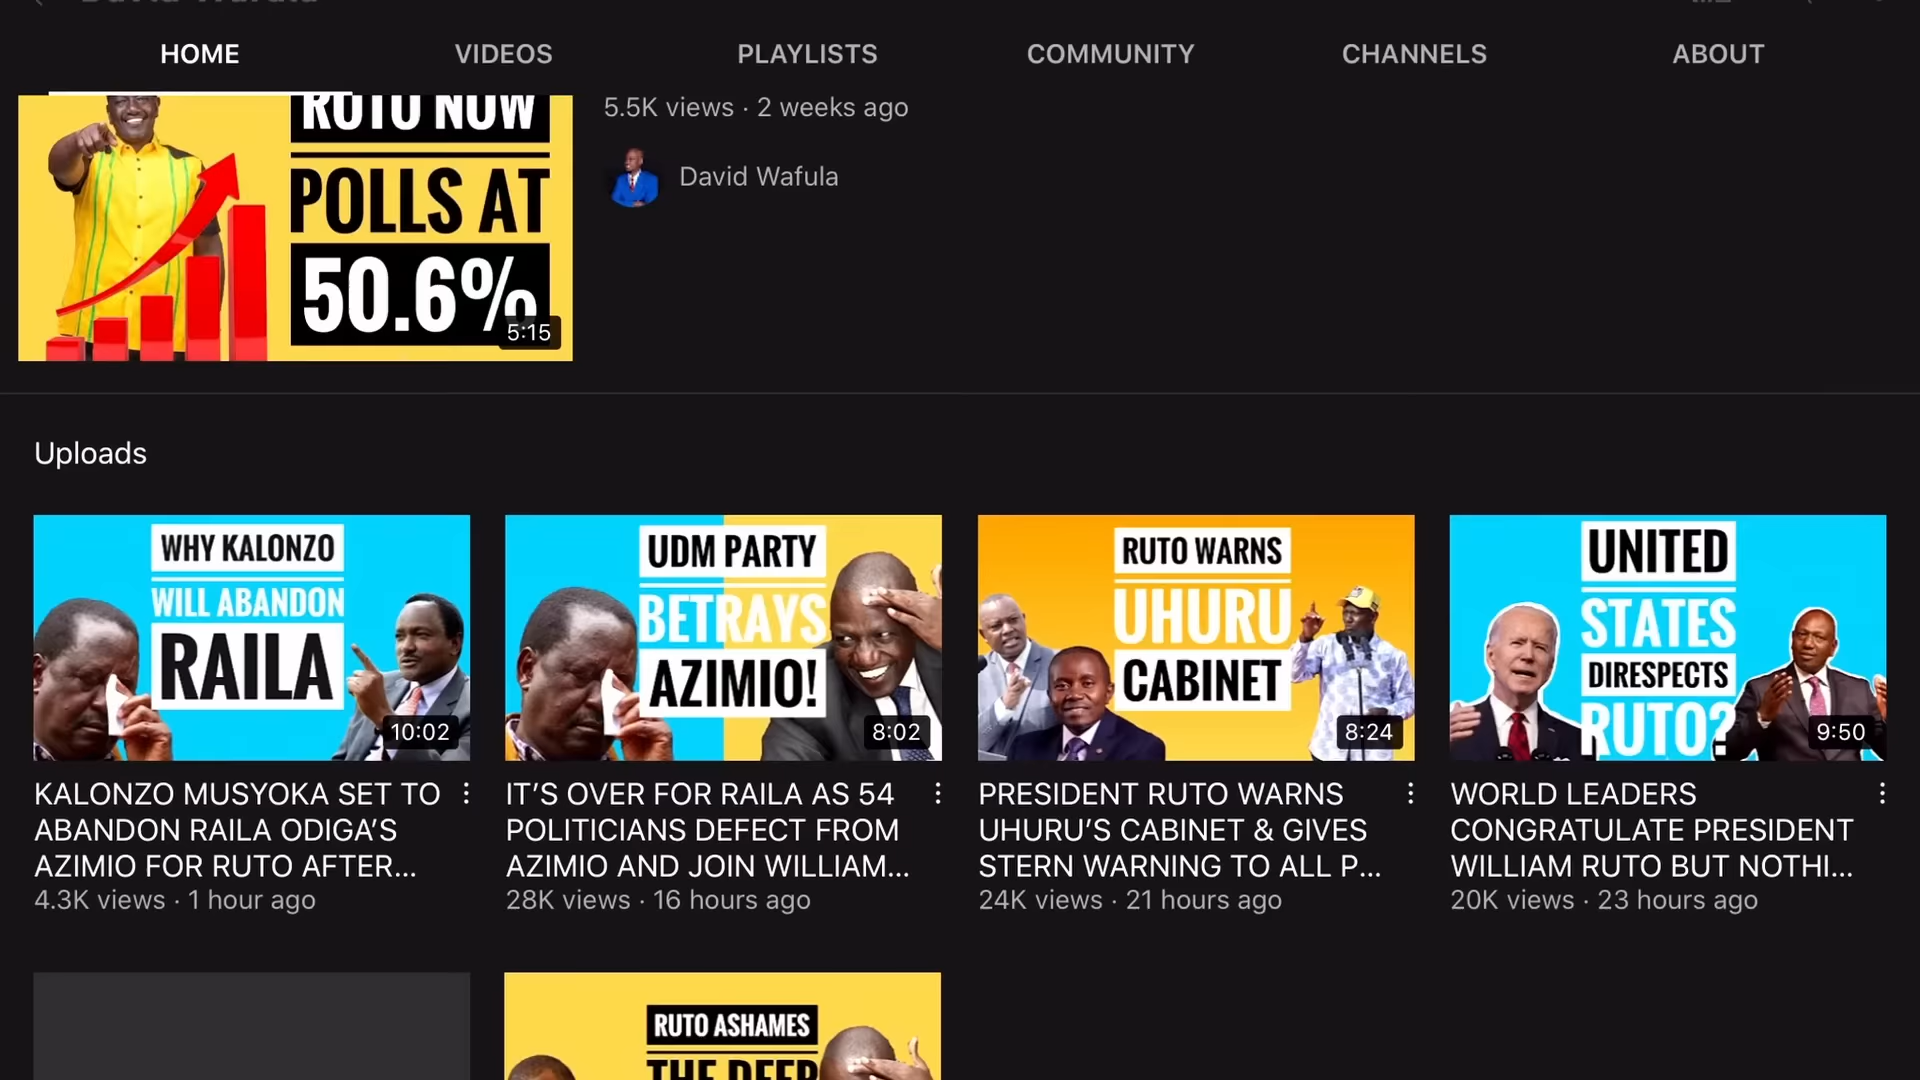 HOME
VIDEOS
PLAYLISTS
COMMUNITY
CHANNELS
ABOUT
RUTO NOW
POLLS AT
50.6%
5:15
5.5K views · 2 weeks ago
David Wafula
Uploads
WHY KALONZO
WILL ABANDON
RAILA
10:02
KALONZO MUSYOKA SET TO
ABANDON RAILA ODIGA’S
AZIMIO FOR RUTO AFTER...
4.3K views · 1 hour ago
UDM PARTY
BETRAYS
AZIMIO!
8:02
IT’S OVER FOR RAILA AS 54
POLITICIANS DEFECT FROM
AZIMIO AND JOIN WILLIAM...
28K views · 16 hours ago
RUTO WARNS
UHURU
CABINET
8:24
PRESIDENT RUTO WARNS
UHURU’S CABINET & GIVES
STERN WARNING TO ALL P...
24K views · 21 hours ago
UNITED
STATES
DIRESPECTS
RUTO?
9:50
WORLD LEADERS
CONGRATULATE PRESIDENT
WILLIAM RUTO BUT NOTHI...
20K views · 23 hours ago
RUTO ASHAMES
THE DEEP